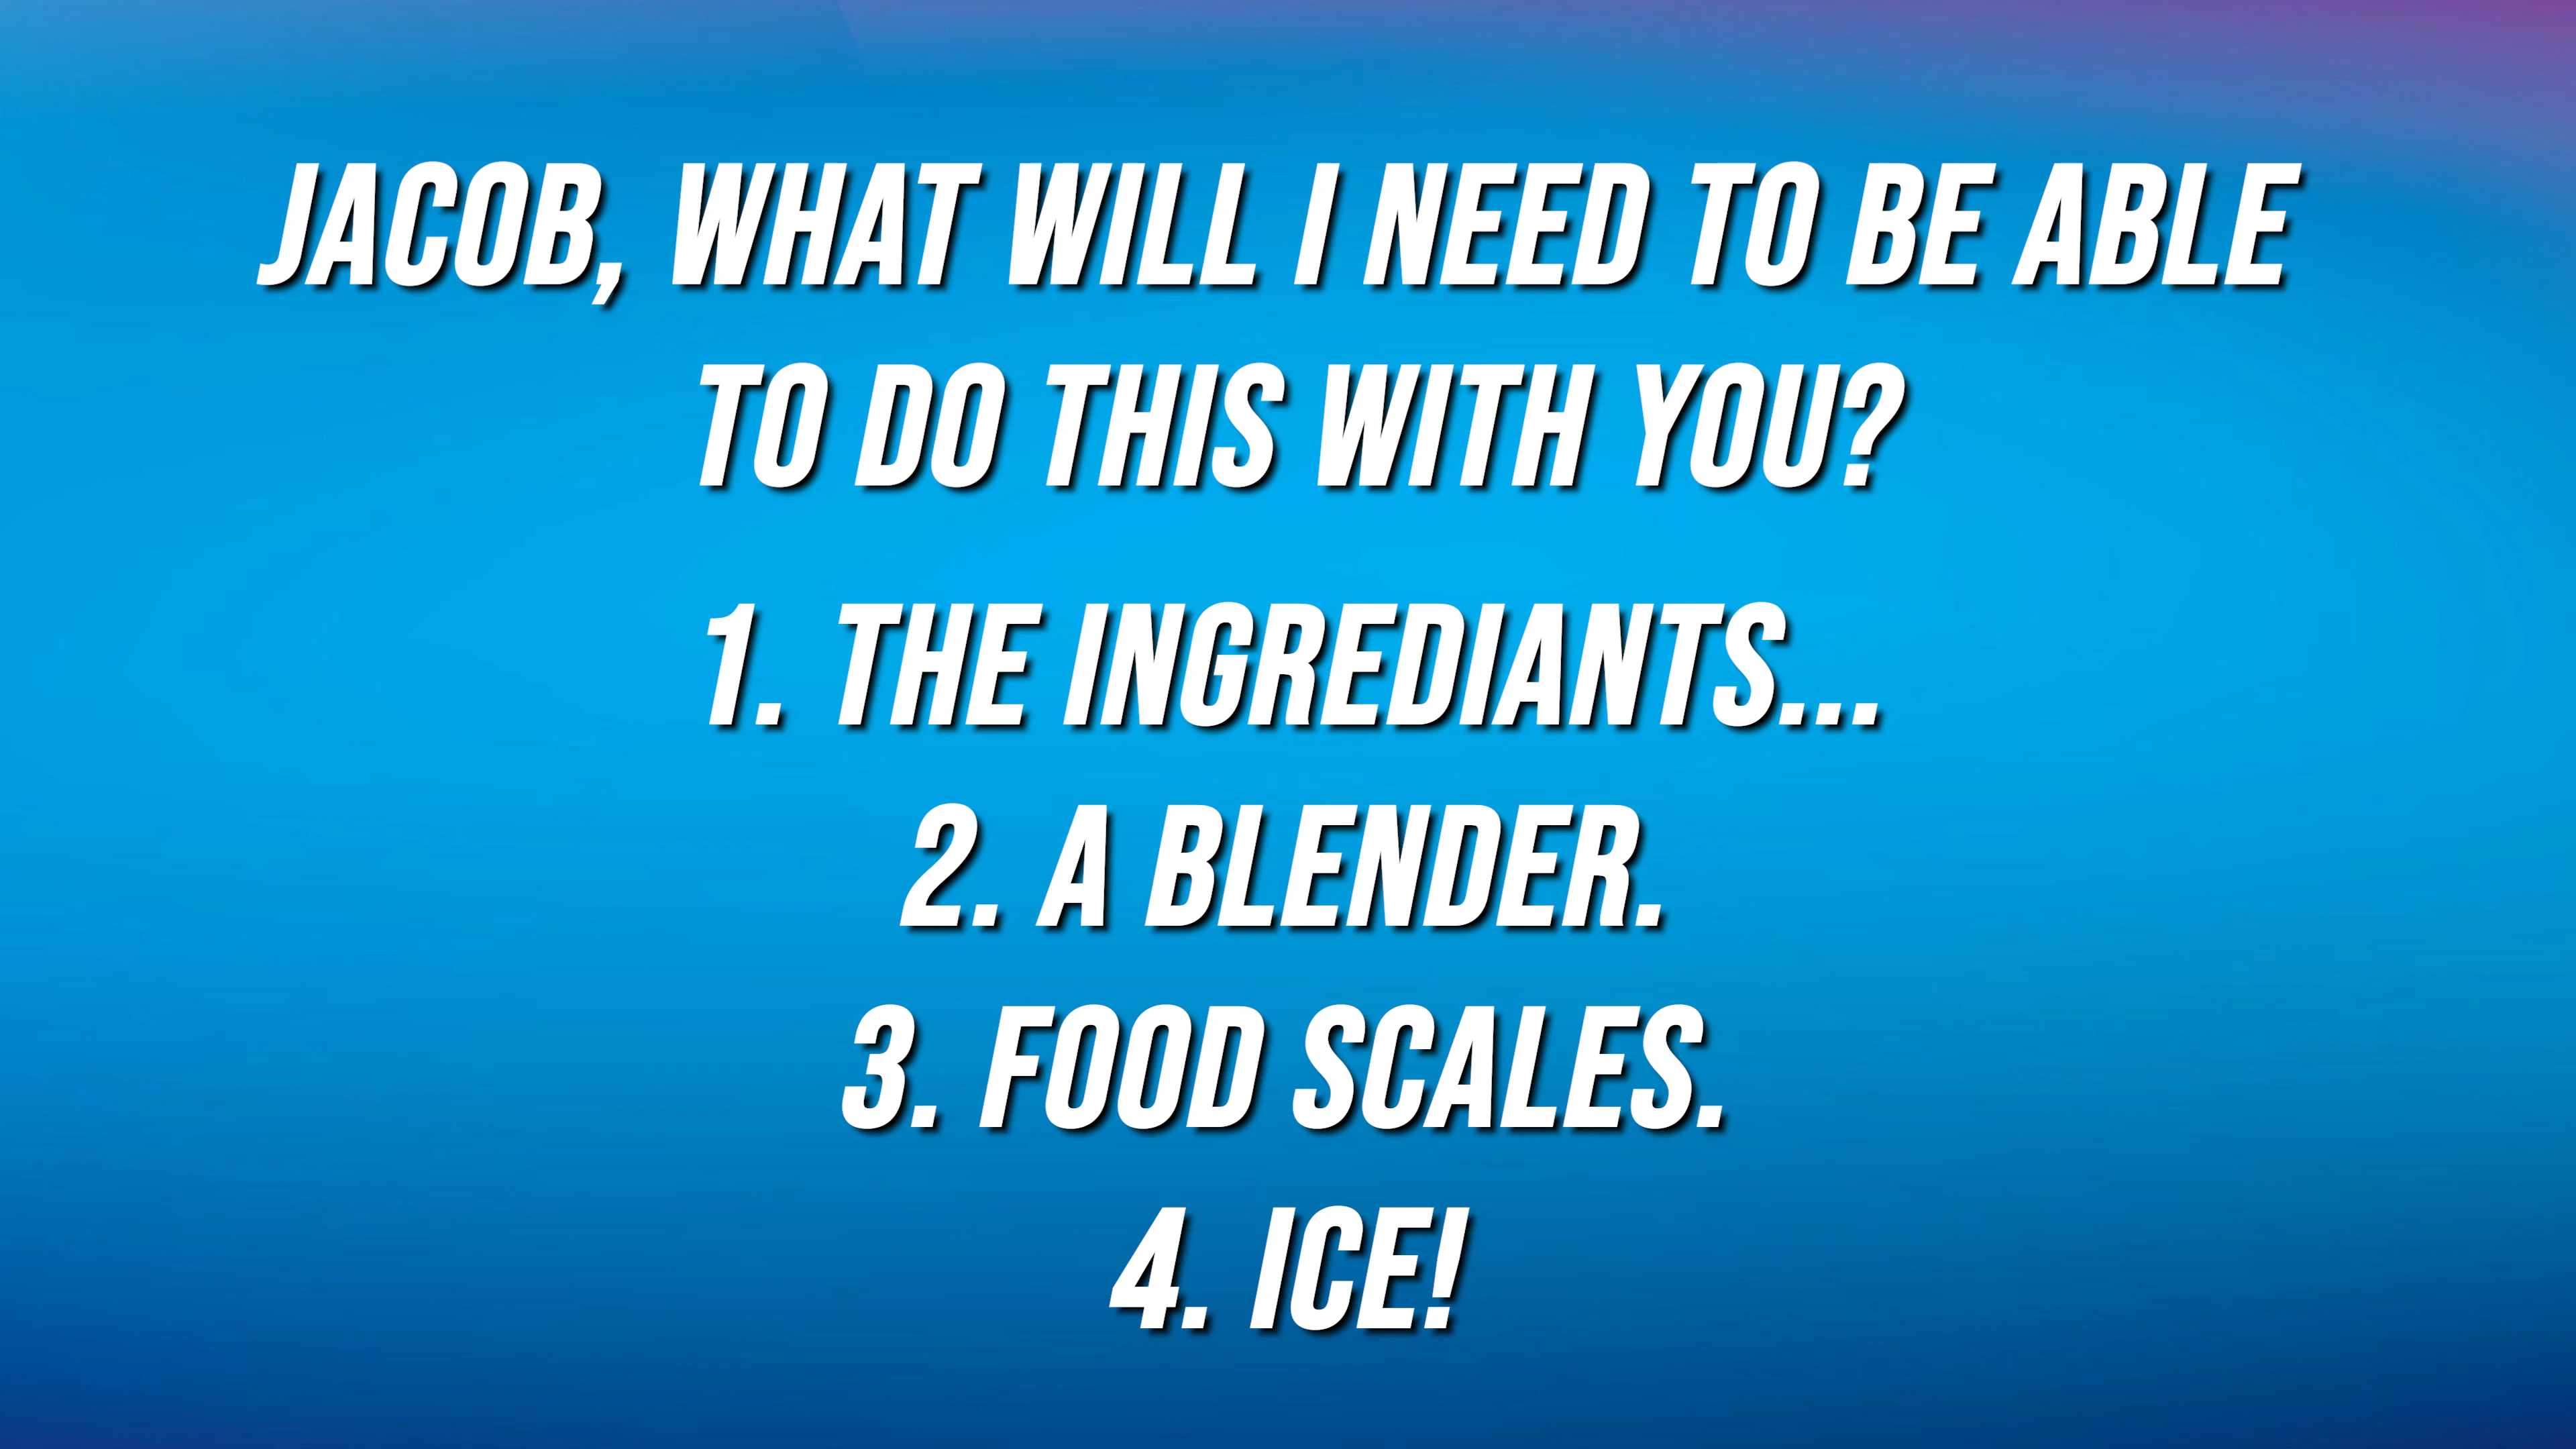 JACOB, WHAT WILL I NEED TO BE ABLE
TO DO THIS WITH YOU?
1. THE INGREDIANTS...
2. A BLENDER.
3. FOOD SCALES.
4. ICE!